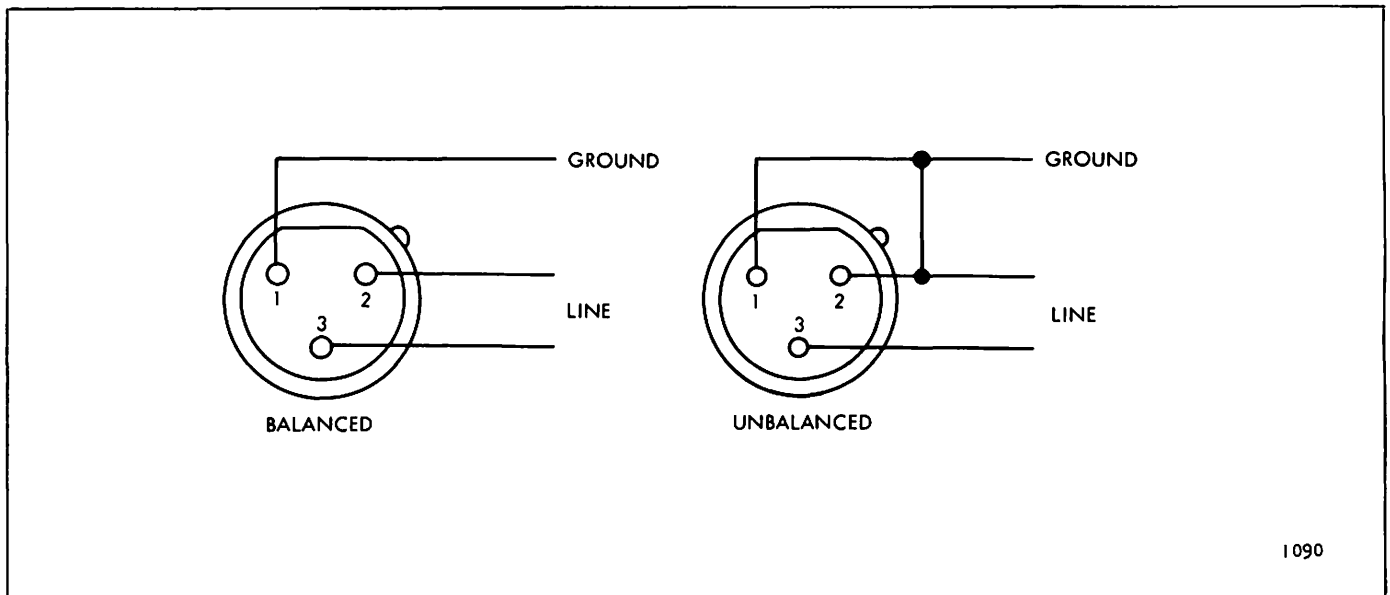 GROUND
1 2
3
LINE
BALANCED
GROUND
1 2
3
LINE
UNBALANCED
1090